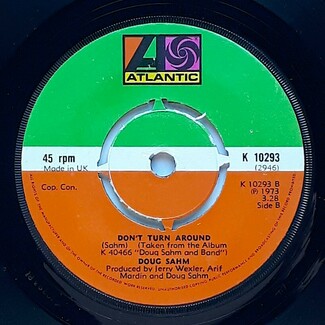 ATLANTIC
45 rpm
Made in UK
K 10293
(2946)
Cop. Con.
K 10293 B
℗ 1973
3.28
Side B
DON'T TURN AROUND
(Sahm) (Taken from the Album
K 40466 "Doug Sahm and Band")
DOUG SAHM
Produced by Jerry Wexler, Arif
Mardin and Doug Sahm